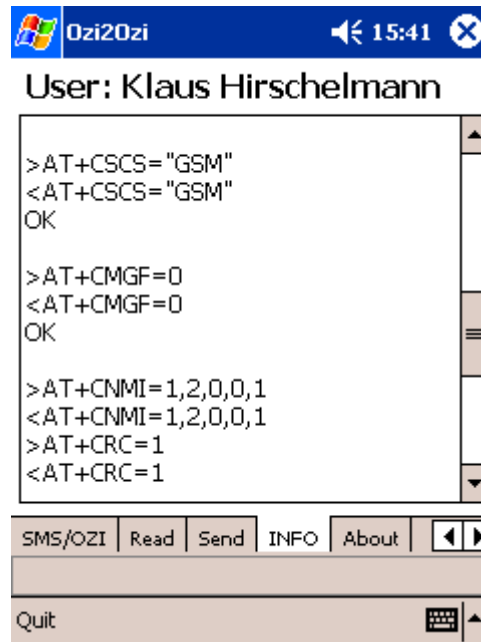 Ozi2Ozi 15:41
User: Klaus Hirschelmann
>AT+CSCS="GSM"
<AT+CSCS="GSM"
OK
>AT+CMGF=0
<AT+CMGF=0
OK
>AT+CNMI=1,2,0,0,1
<AT+CNMI=1,2,0,0,1
>AT+CRC=1
<AT+CRC=1
SMS/OZI Read Send INFO About
Quit